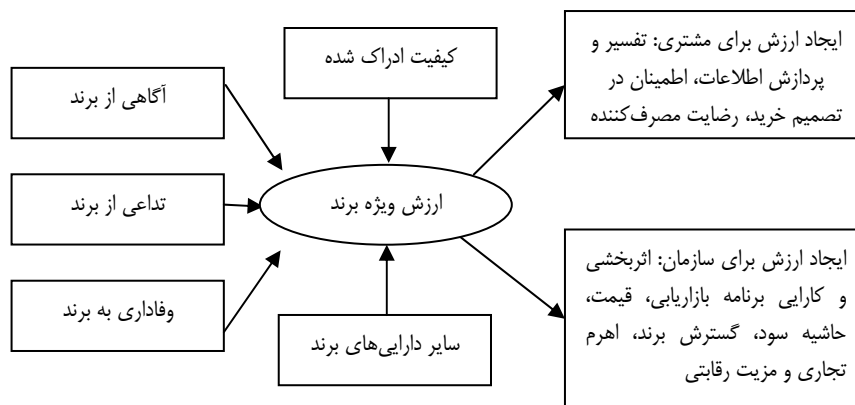 کیفیت ادراک شده
ایجاد ارزش برای مشتری: تفسیر و
پردازش اطلاعات، اطمینان در
تصمیم خرید، رضایت مصرف‌کننده
آگاهی از برند
تداعی از برند
ارزش ویژه برند
وفاداری به برند
سایر دارایی‌های برند
ایجاد ارزش برای سازمان: اثربخشی
و کارایی برنامه بازاریابی، قیمت،
حاشیه سود، گسترش برند، اهرم
تجاری و مزیت رقابتی